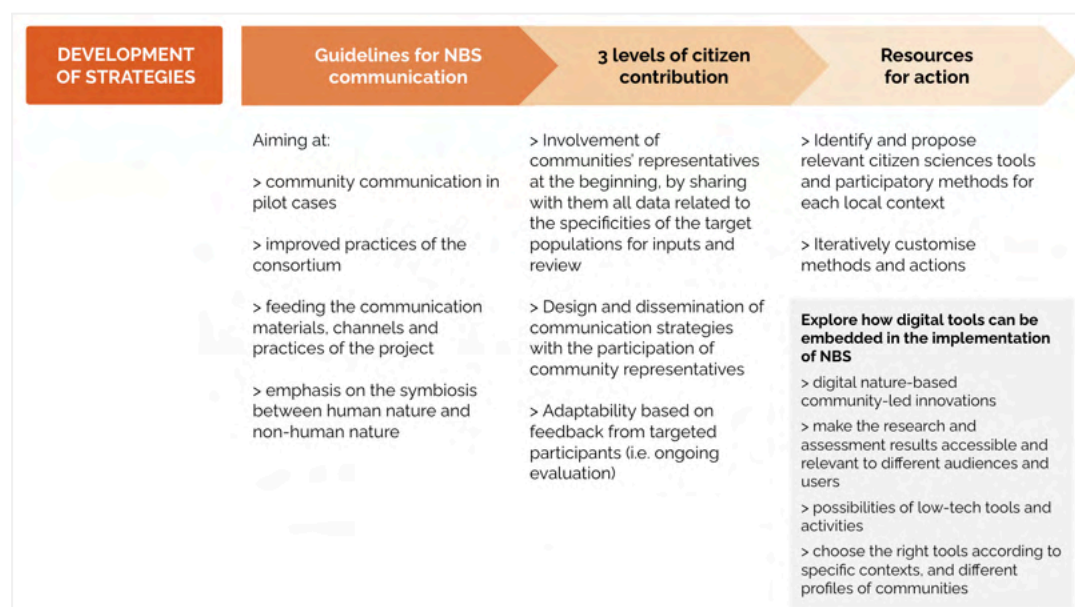 DEVELOPMENT
OF STRATEGIES
Guidelines for NBS
communication
Aiming at:
> community communication in
pilot cases
> improved practices of the
consortium
> feeding the communication
materials, channels and
practices of the project
> emphasis on the symbiosis
between human nature and
non-human nature
3 levels of citizen
contribution
> Involvement of
communities' representatives
at the beginning, by sharing
with them all data related to
the specificities of the target
populations for inputs and
review
> Design and dissemination of
communication strategies
with the participation of
community representatives
> Adaptability based on
feedback from targeted
participants (i.e. ongoing
evaluation)
Resources
for action
> Identify and propose
relevant citizen sciences tools
and participatory methods for
each local context
> Iteratively customise
methods and actions
Explore how digital tools can be
embedded in the implementation
of NBS
> digital nature-based
community-led innovations
> make the research and
assessment results accessible and
relevant to different audiences and
users
> possibilities of low-tech tools and
activities
> choose the right tools according to
specific contexts, and different
profiles of communities